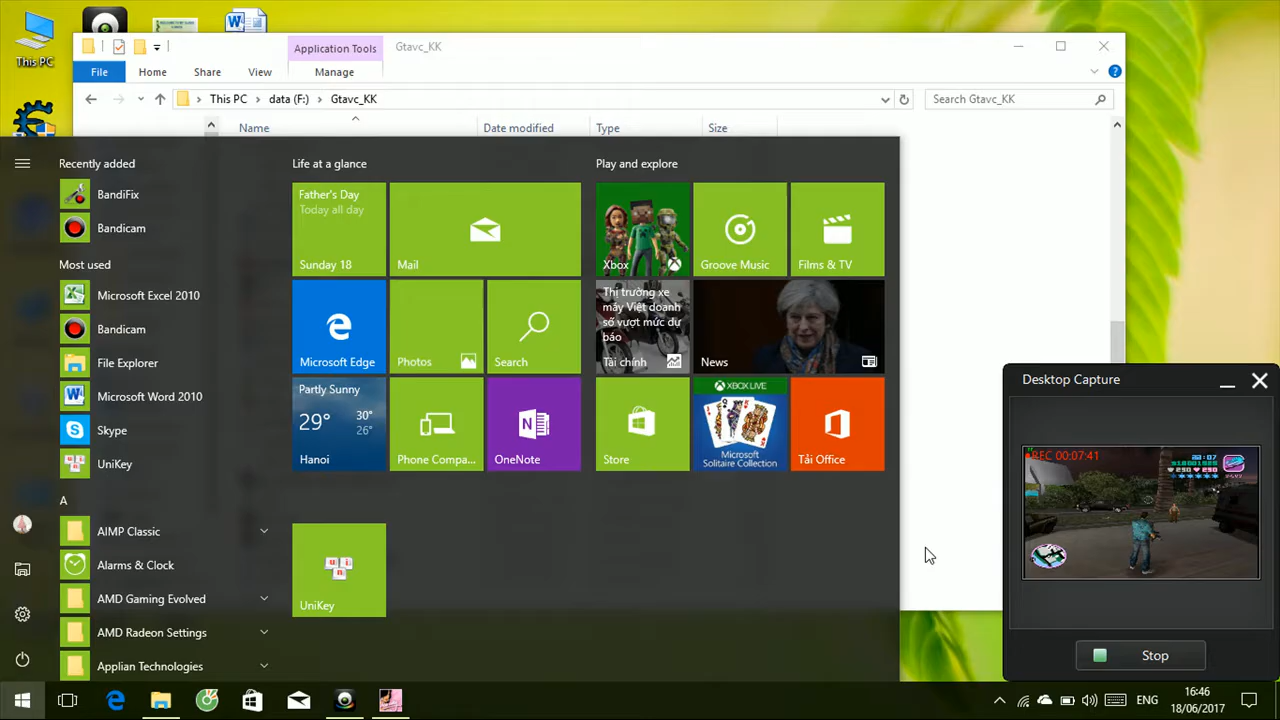 This PC
Application Tools
Gtavc_KK
File
Home
Share
View
Manage
This PC
data (F:)
Gtavc_KK
Search Gtavc_KK
Name
Date modified
Type
Size
Recently added
BandiFix
Bandicam
Most used
Microsoft Excel 2010
Bandicam
File Explorer
Microsoft Word 2010
Skype
UniKey
A
AIMP Classic
Alarms & Clock
AMD Gaming Evolved
AMD Radeon Settings
Applian Technologies
Life at a glance
Father's Day
Today all day
Sunday 18
Mail
Microsoft Edge
Photos
Search
Partly Sunny
29° 30°
26°
Hanoi
Phone Compa...
OneNote
UniKey
Play and explore
Xbox
Groove Music
Films & TV
Thị trường xe
máy Việt doanh
số vượt mức dự
báo
Tài chính
News
Store
XBOX LIVE
Microsoft
Solitaire Collection
Tải Office
Desktop Capture
REC 00:07:41
Stop
ENG
16:46
18/06/2017